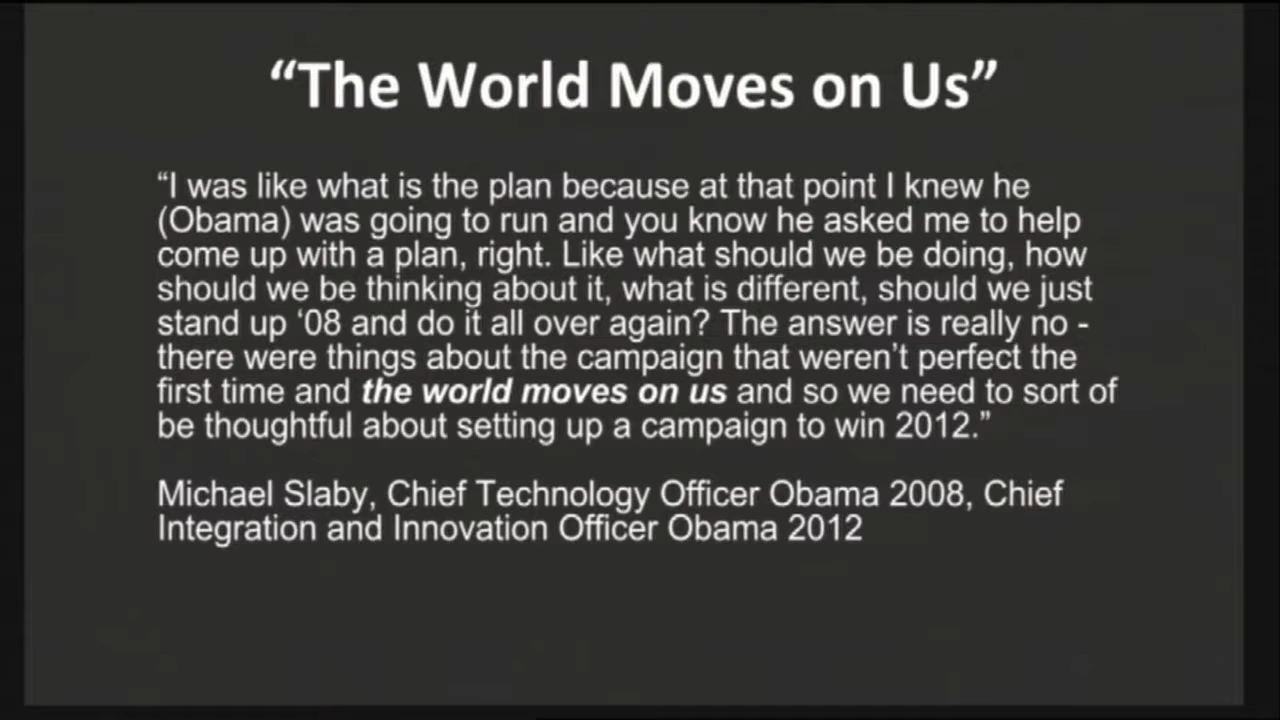 “The World Moves on Us”
“I was like what is the plan because at that point I knew he
(Obama) was going to run and you know he asked me to help
come up with a plan, right. Like what should we be doing, how
should we be thinking about it, what is different, should we just
stand up ‘08 and do it all over again? The answer is really no -
there were things about the campaign that weren’t perfect the
first time and the world moves on us and so we need to sort of
be thoughtful about setting up a campaign to win 2012.”
Michael Slaby, Chief Technology Officer Obama 2008, Chief
Integration and Innovation Officer Obama 2012